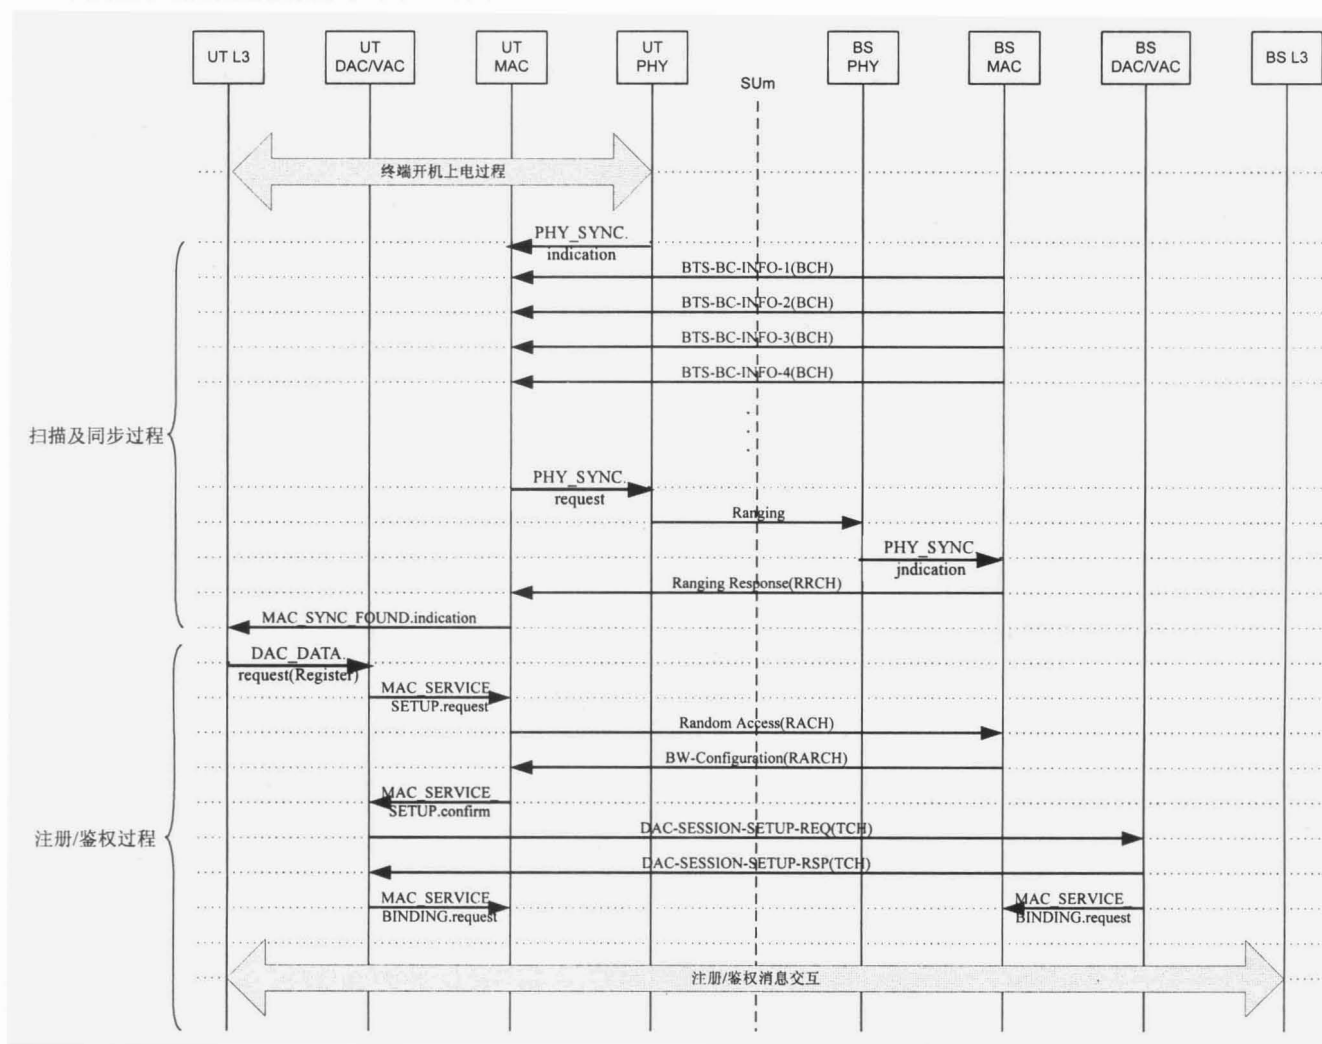 UT L3
UT
DAC/VAC
UT
MAC
UT
PHY
SUm
BS
PHY
BS
MAC
BS
DAC/VAC
BS L3
终端开机上电过程
扫描及同步过程
PHY_SYNC.
indication
BTS-BC-INFO-1(BCH)
BTS-BC-INFO-2(BCH)
BTS-BC-INFO-3(BCH)
BTS-BC-INFO-4(BCH)
PHY_SYNC.
request
Ranging
PHY_SYNC.
jndication
Ranging Response(RRCH)
MAC_SYNC_FOUND.indication
注册/鉴权过程
DAC_DATA.
request(Register)
MAC_SERVICE_
SETUP.request
Random Access(RACH)
BW-Configuration(RARCH)
MAC_SERVICE_
SETUP.confirm
DAC-SESSION-SETUP-REQ(TCH)
DAC-SESSION-SETUP-RSP(TCH)
MAC_SERVICE_
BINDING.request
MAC_SERVICE_
BINDING.request
注册/鉴权消息交互